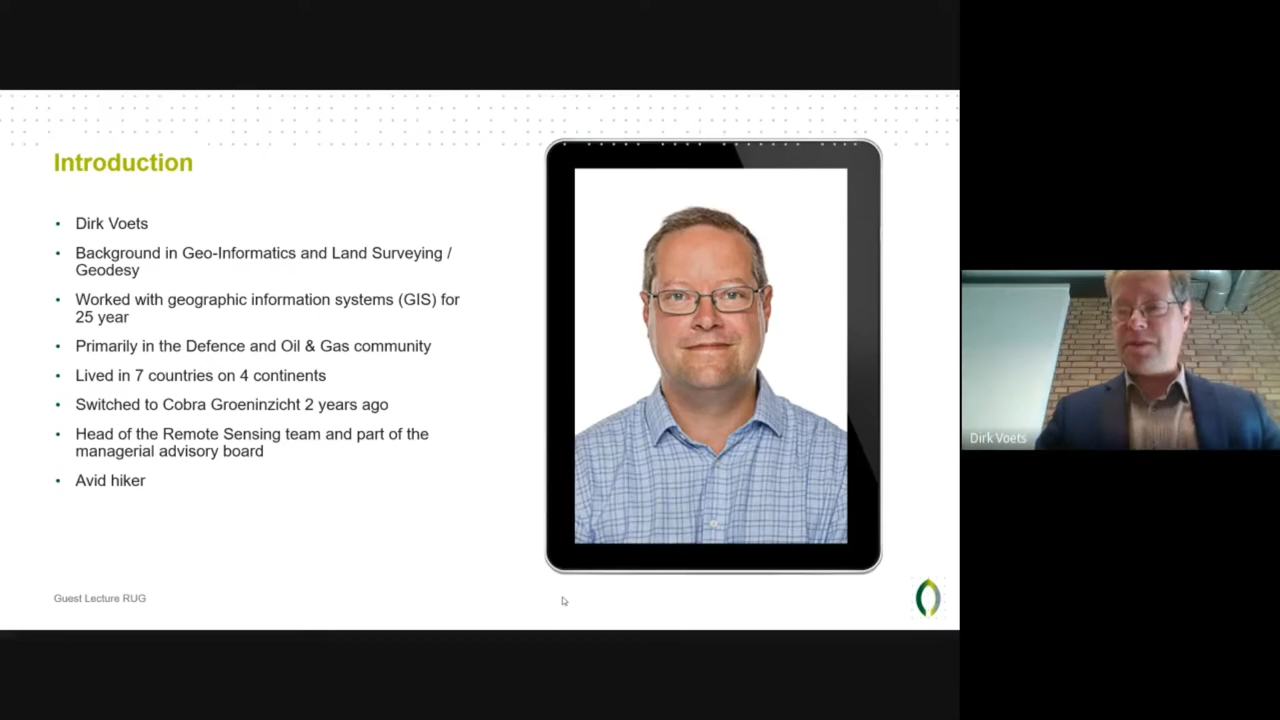 Introduction
• Dirk Voets
• Background in Geo-Informatics and Land Surveying /
Geodesy
• Worked with geographic information systems (GIS) for
25 year
• Primarily in the Defence and Oil & Gas community
• Lived in 7 countries on 4 continents
• Switched to Cobra Groeninzicht 2 years ago
• Head of the Remote Sensing team and part of the
managerial advisory board
• Avid hiker
Guest Lecture RUG
Dirk Voets